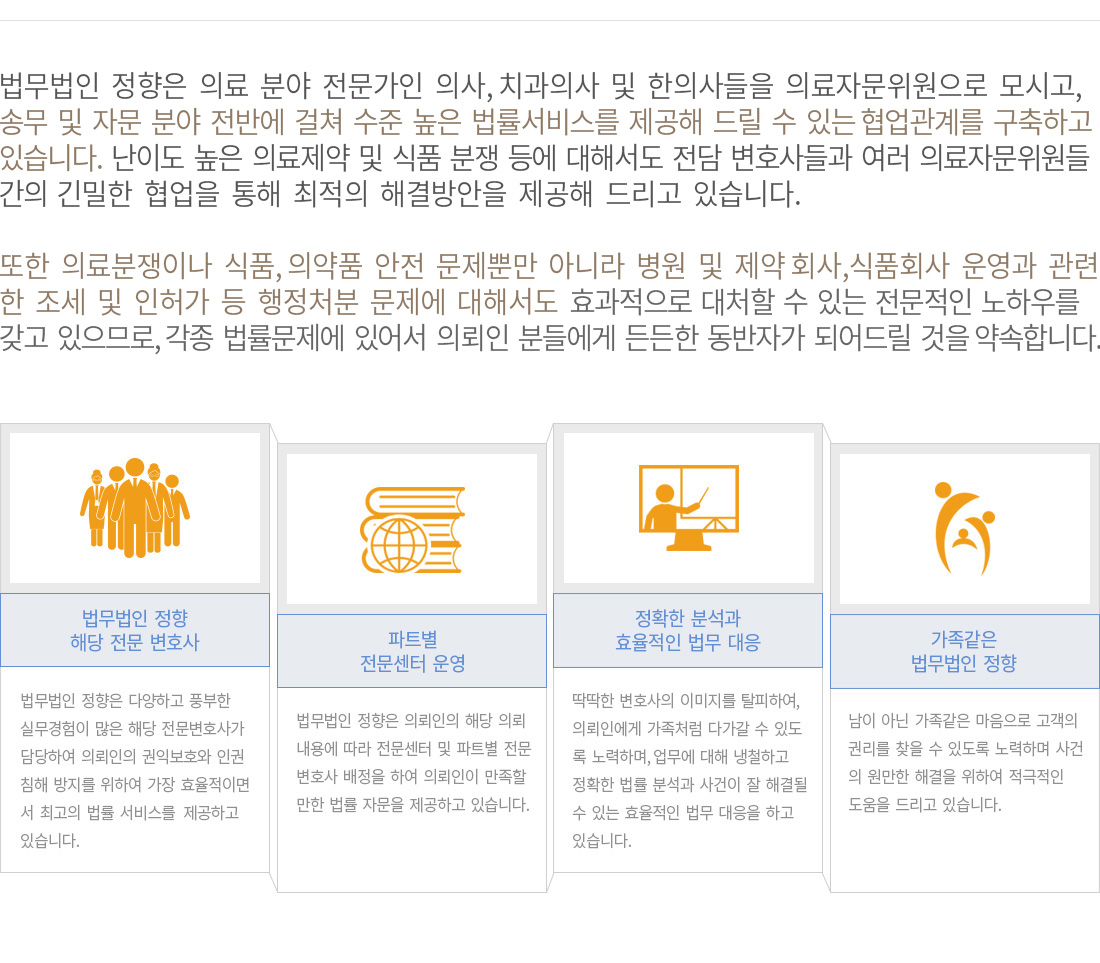 법무법인 정향은 의료 분야 전문가인 의사, 치과의사 및 한의사들을 의료자문위원으로 모시고,
송무 및 자문 분야 전반에 걸쳐 수준 높은 법률서비스를 제공해 드릴 수 있는 협업관계를 구축하고
있습니다. 난이도 높은 의료제약 및 식품 분쟁 등에 대해서도 전담 변호사들과 여러 의료자문위원들
간의 긴밀한 협업을 통해 최적의 해결방안을 제공해 드리고 있습니다.
또한 의료분쟁이나 식품, 의약품 안전 문제뿐만 아니라 병원 및 제약 회사,식품회사 운영과 관련
한 조세 및 인허가 등 행정처분 문제에 대해서도 효과적으로 대처할 수 있는 전문적인 노하우를
갖고 있으므로, 각종 법률문제에 있어서 의뢰인 분들에게 든든한 동반자가 되어드릴 것을 약속합니다.
법무법인 정향
해당 전문 변호사
법무법인 정향은 다양하고 풍부한
실무경험이 많은 해당 전문변호사가
담당하여 의뢰인의 권익보호와 인권
침해 방지를 위하여 가장 효율적이면
서 최고의 법률 서비스를 제공하고
있습니다.
파트별
전문센터 운영
법무법인 정향은 의뢰인의 해당 의뢰
내용에 따라 전문센터 및 파트별 전문
변호사 배정을 하여 의뢰인이 만족할
만한 법률 자문을 제공하고 있습니다.
정확한 분석과
효율적인 법무 대응
딱딱한 변호사의 이미지를 탈피하여,
의뢰인에게 가족처럼 다가갈 수 있도
록 노력하며, 업무에 대해 냉철하고
정확한 법률 분석과 사건이 잘 해결될
수 있는 효율적인 법무 대응을 하고
있습니다.
가족같은
법무법인 정향
남이 아닌 가족같은 마음으로 고객의
권리를 찾을 수 있도록 노력하며 사건
의 원만한 해결을 위하여 적극적인
도움을 드리고 있습니다.